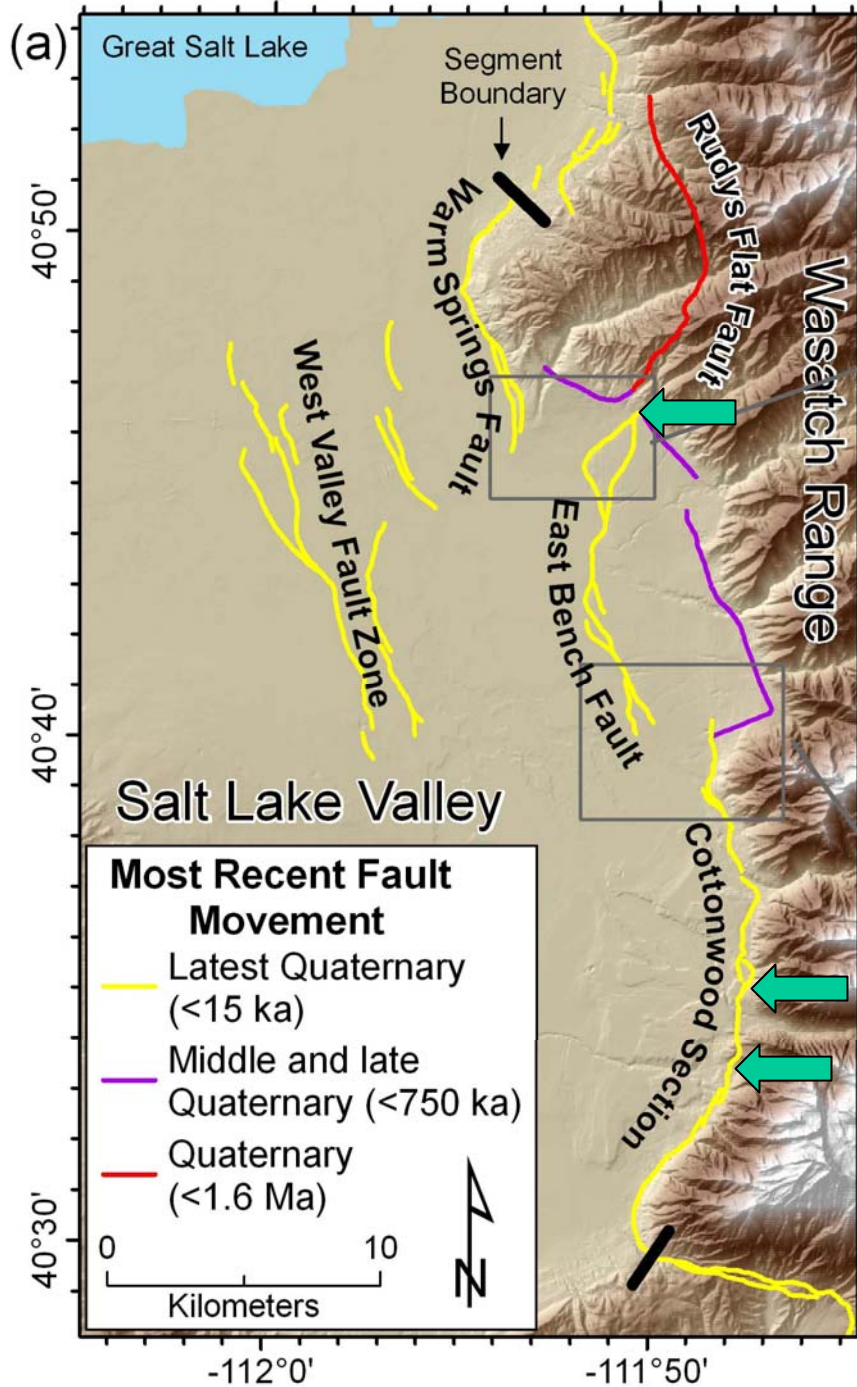 (a)
Great Salt Lake
Segment
Boundary
Rudys Flat Fault
Warm Springs Fault
Wasatch Range
West Valley Fault Zone
East Bench Fault
Salt Lake Valley
Cottonwood Section
40°50'
40°40'
40°30'
Most Recent Fault
Movement
Latest Quaternary
(<15 ka)
Middle and late
Quaternary (<750 ka)
Quaternary
(<1.6 Ma)
0 10
Kilometers
N
-112°0' -111°50'